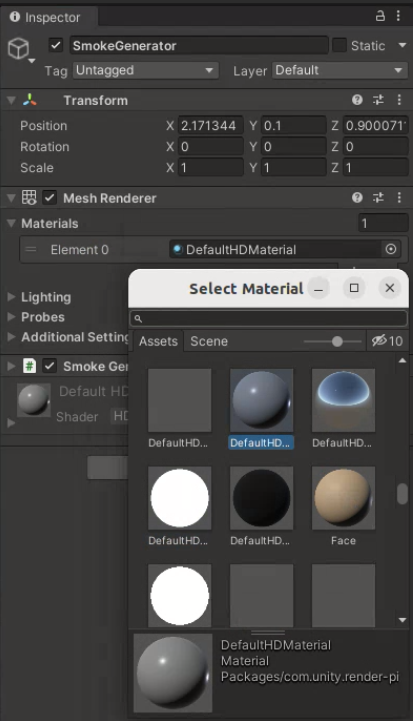 Inspector
SmokeGenerator Static
Tag Untagged Layer Default
Transform
Position X 2.171344 Y 0.1 Z 0.900071
Rotation X 0 Y 0 Z 0
Scale X 1 Y 1 Z 1
Mesh Renderer
Materials 1
Element 0 DefaultHDMaterial
Select Material
Lighting
Probes
Additional Setting
Assets Scene 10
Smoke Ger
Default HD
Shader HD
DefaultHD... DefaultHD... DefaultHD...
DefaultHD... DefaultHD... Face
DefaultHDMaterial
Material
Packages/com.unity.render-pi